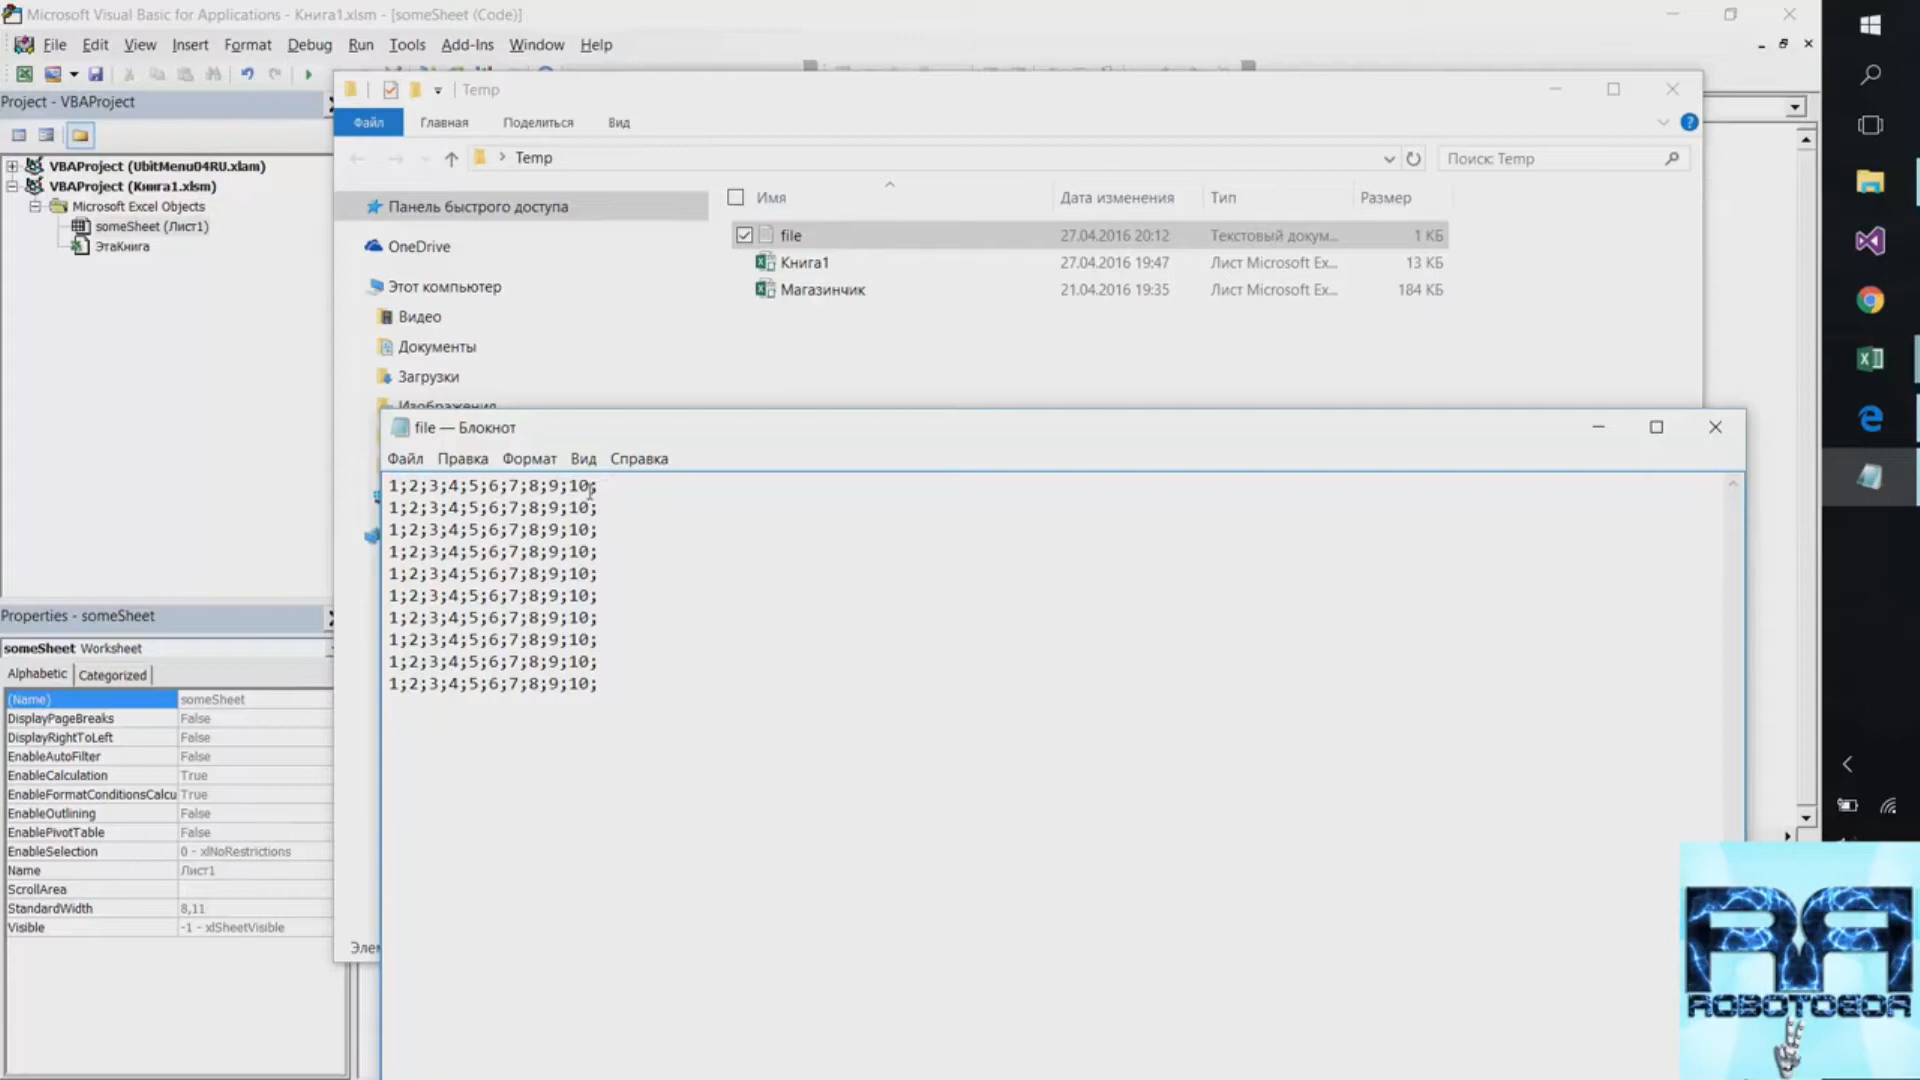 Microsoft Visual Basic for Applications - Книга1.xlsm - [someSheet (Code)]
File Edit View Insert Format Debug Run Tools Add-Ins Window Help
Project - VBAProject
VBAProject (UbitMenu04RU.xlam)
VBAProject (Книга1.xlsm)
Microsoft Excel Objects
someSheet (Лист1)
ЭтаКнига
Properties - someSheet
someSheet Worksheet
Alphabetic Categorized
(Name) someSheet
DisplayPageBreaks False
DisplayRightToLeft False
EnableAutoFilter False
EnableCalculation True
EnableFormatConditionsCalcu True
EnableOutlining False
EnablePivotTable False
EnableSelection 0 - xlNoRestrictions
Name Лист1
ScrollArea
StandardWidth 8,11
Visible -1 - xlSheetVisible
Temp
Файл Главная Поделиться Вид
Temp
Поиск: Temp
Имя Дата изменения Тип Размер
file 27.04.2016 20:12 Текстовый докум... 1 КБ
Книга1 27.04.2016 19:47 Лист Microsoft Ex... 13 КБ
Магазинчик 21.04.2016 19:35 Лист Microsoft Ex... 184 КБ
Панель быстрого доступа
OneDrive
Этот компьютер
Видео
Документы
Загрузки
Изображения
Элем
file — Блокнот
Файл Правка Формат Вид Справка
1;2;3;4;5;6;7;8;9;10;
1;2;3;4;5;6;7;8;9;10;
1;2;3;4;5;6;7;8;9;10;
1;2;3;4;5;6;7;8;9;10;
1;2;3;4;5;6;7;8;9;10;
1;2;3;4;5;6;7;8;9;10;
1;2;3;4;5;6;7;8;9;10;
1;2;3;4;5;6;7;8;9;10;
1;2;3;4;5;6;7;8;9;10;
1;2;3;4;5;6;7;8;9;10;